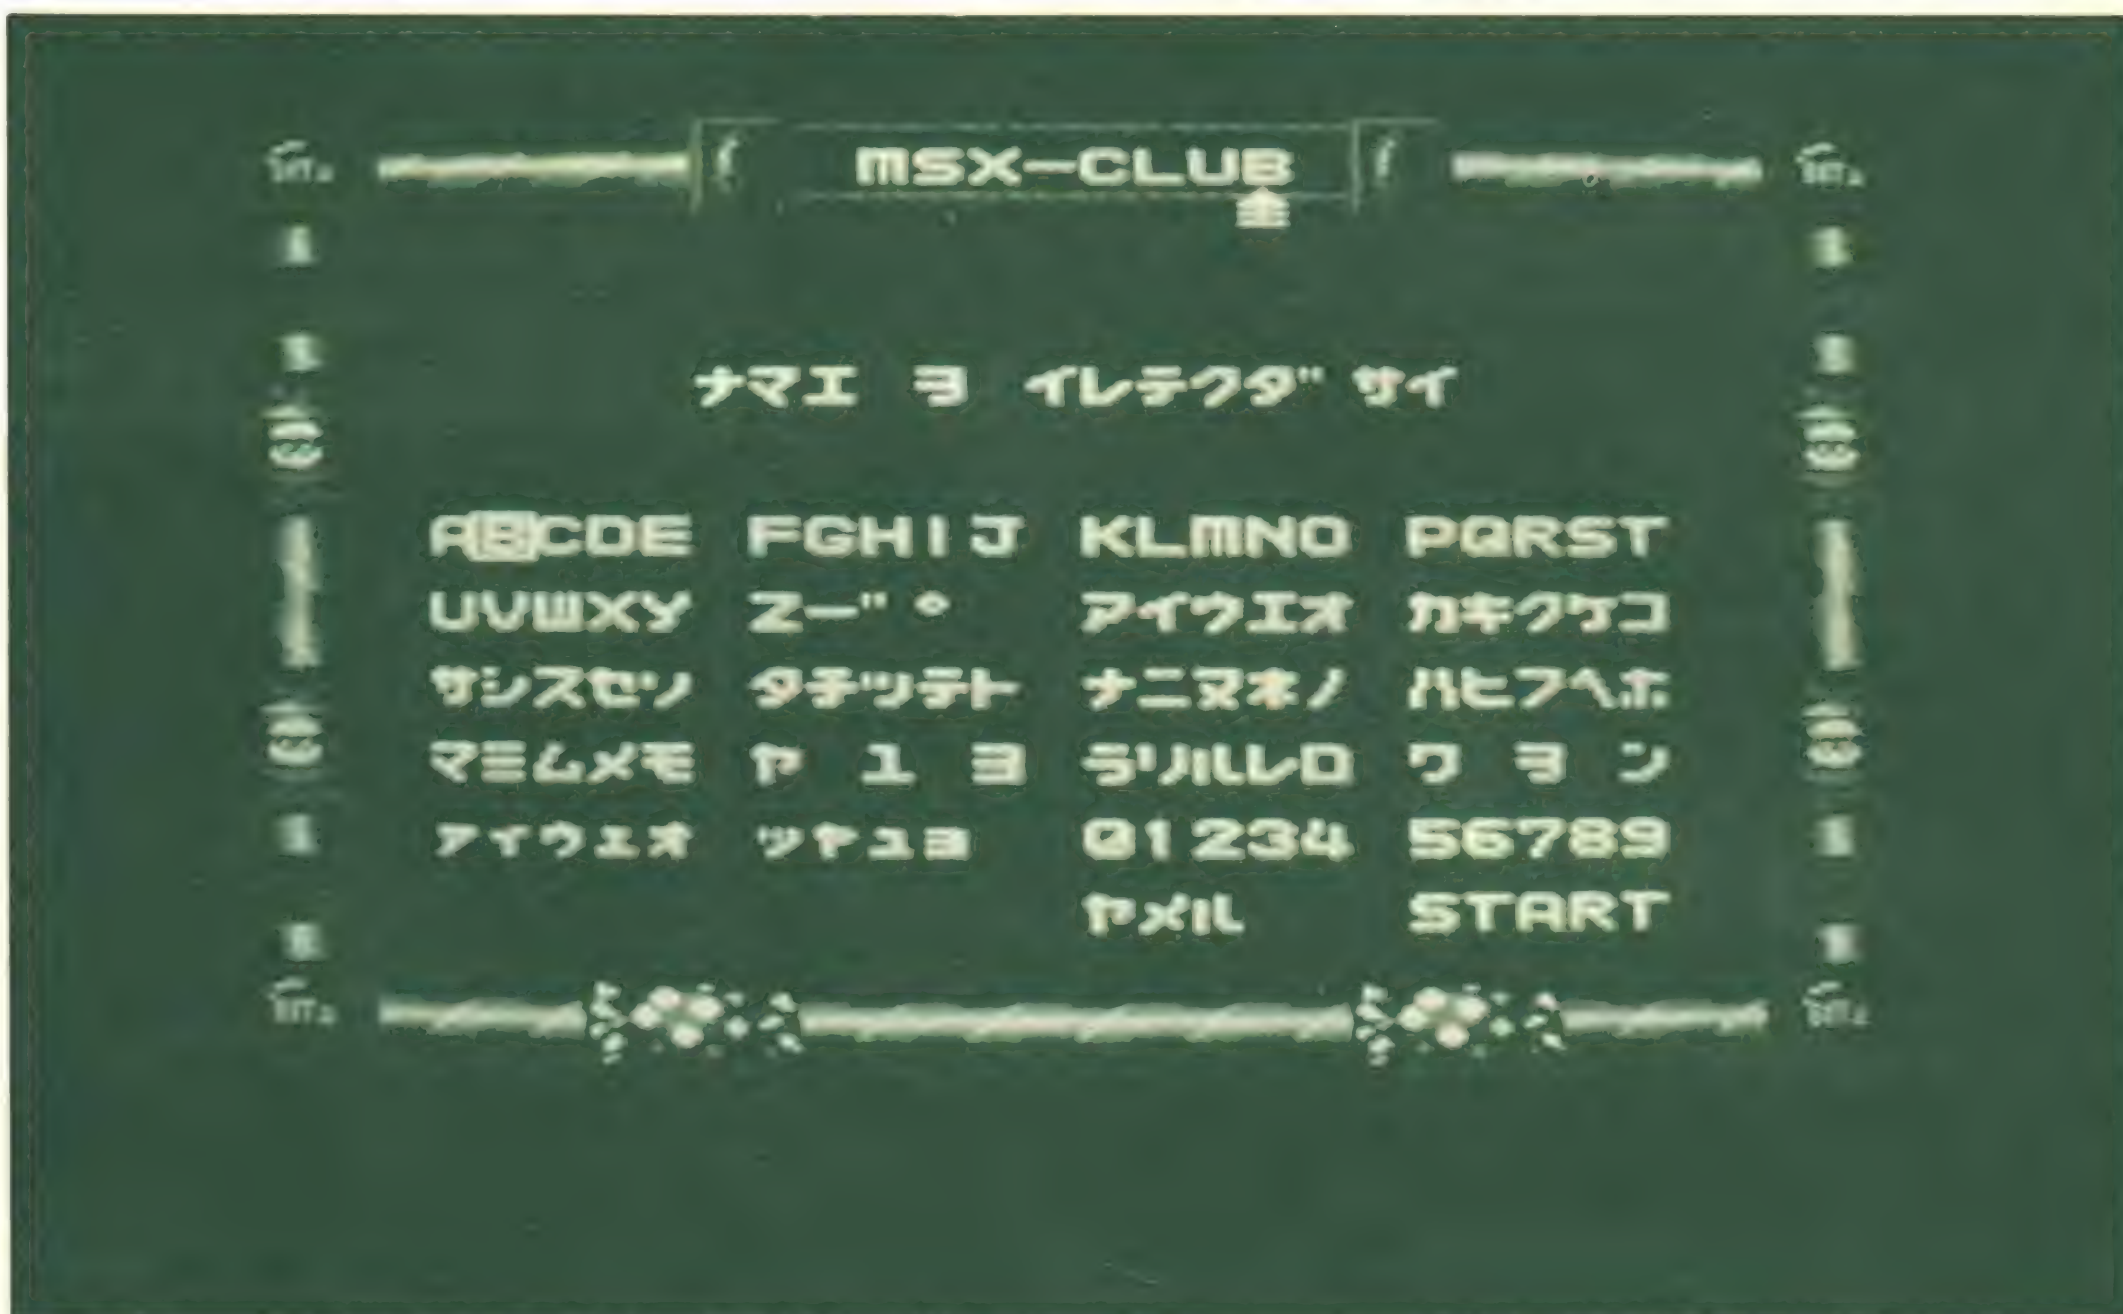 MSX-CLUB
ナマエ ヲ イレテクダ゛サイ
ABCDE FGHIJ KLMNO PQRST
UVWXY Zー゛゜ アイウエオ カキクケコ
サシスセソ タチツテト ナニヌネノ ハヒフヘホ
マミムメモ ヤ ユ ヨ ラリルレロ ワ ヲ ン
ァィゥェォ ッャュョ 01234 56789
ヤメル START